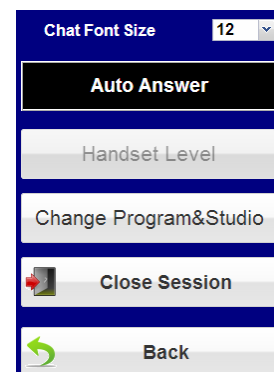 Chat Font Size 12
Auto Answer
Handset Level
Change Program&Studio
Close Session
Back